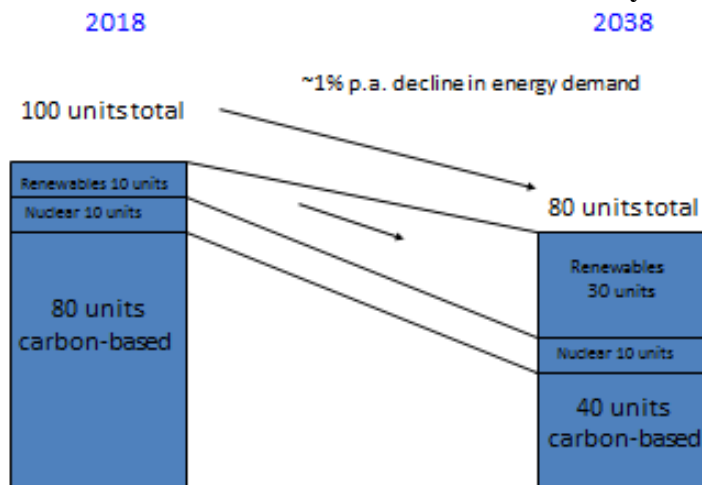 2018
2038
~1% p.a. decline in energy demand
100 units total
80 units total
Renewables 10 units
Nuclear 10 units
80 units
carbon-based
Renewables
30 units
Nuclear 10 units
40 units
carbon-based